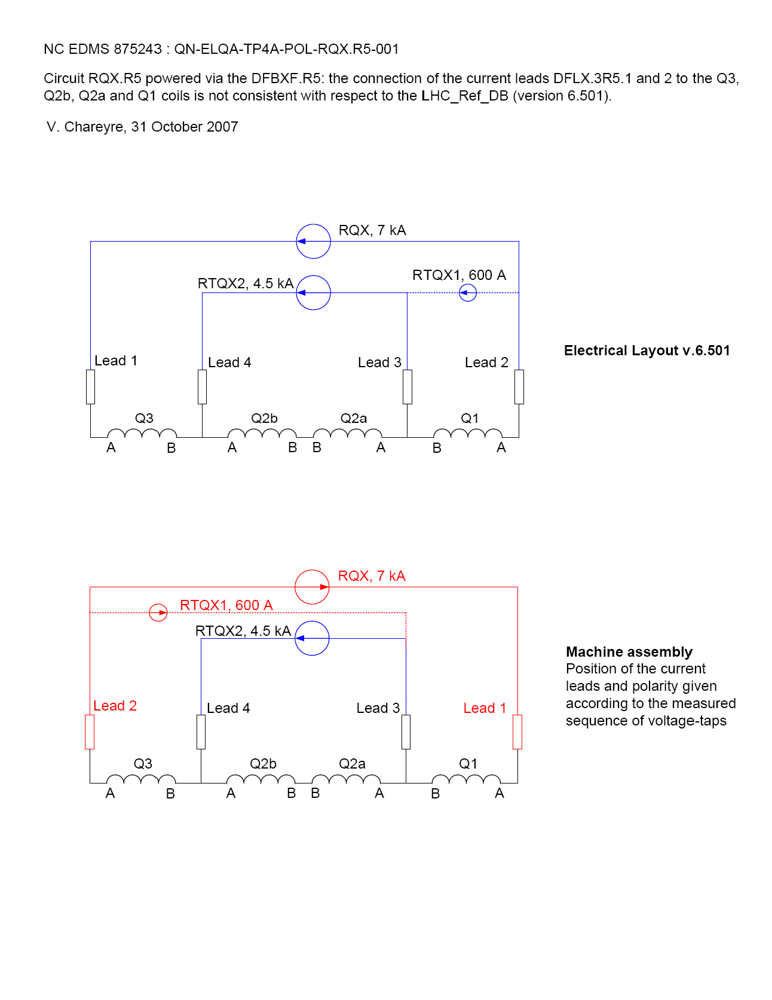 NC EDMS 875243 : QN-ELQA-TP4A-POL-RQX.R5-001
Circuit RQX.R5 powered via the DFBXF.R5: the connection of the current leads DFLX.3R5.1 and 2 to the Q3,
Q2b, Q2a and Q1 coils is not consistent with respect to the LHC_Ref_DB (version 6.501).
V. Chareyre, 31 October 2007
RQX, 7 kA
RTQX1, 600 A
RTQX2, 4.5 kA
Electrical Layout v.6.501
Lead 1
Lead 4
Lead 3
Lead 2
Q3
Q2b
Q2a
Q1
A
B
A
B
B
A
B
A
RQX, 7 kA
RTQX1, 600 A
RTQX2, 4.5 kA
Machine assembly
Position of the current
leads and polarity given
according to the measured
sequence of voltage-taps
Lead 2
Lead 4
Lead 3
Lead 1
Q3
Q2b
Q2a
Q1
A
B
A
B
B
A
B
A